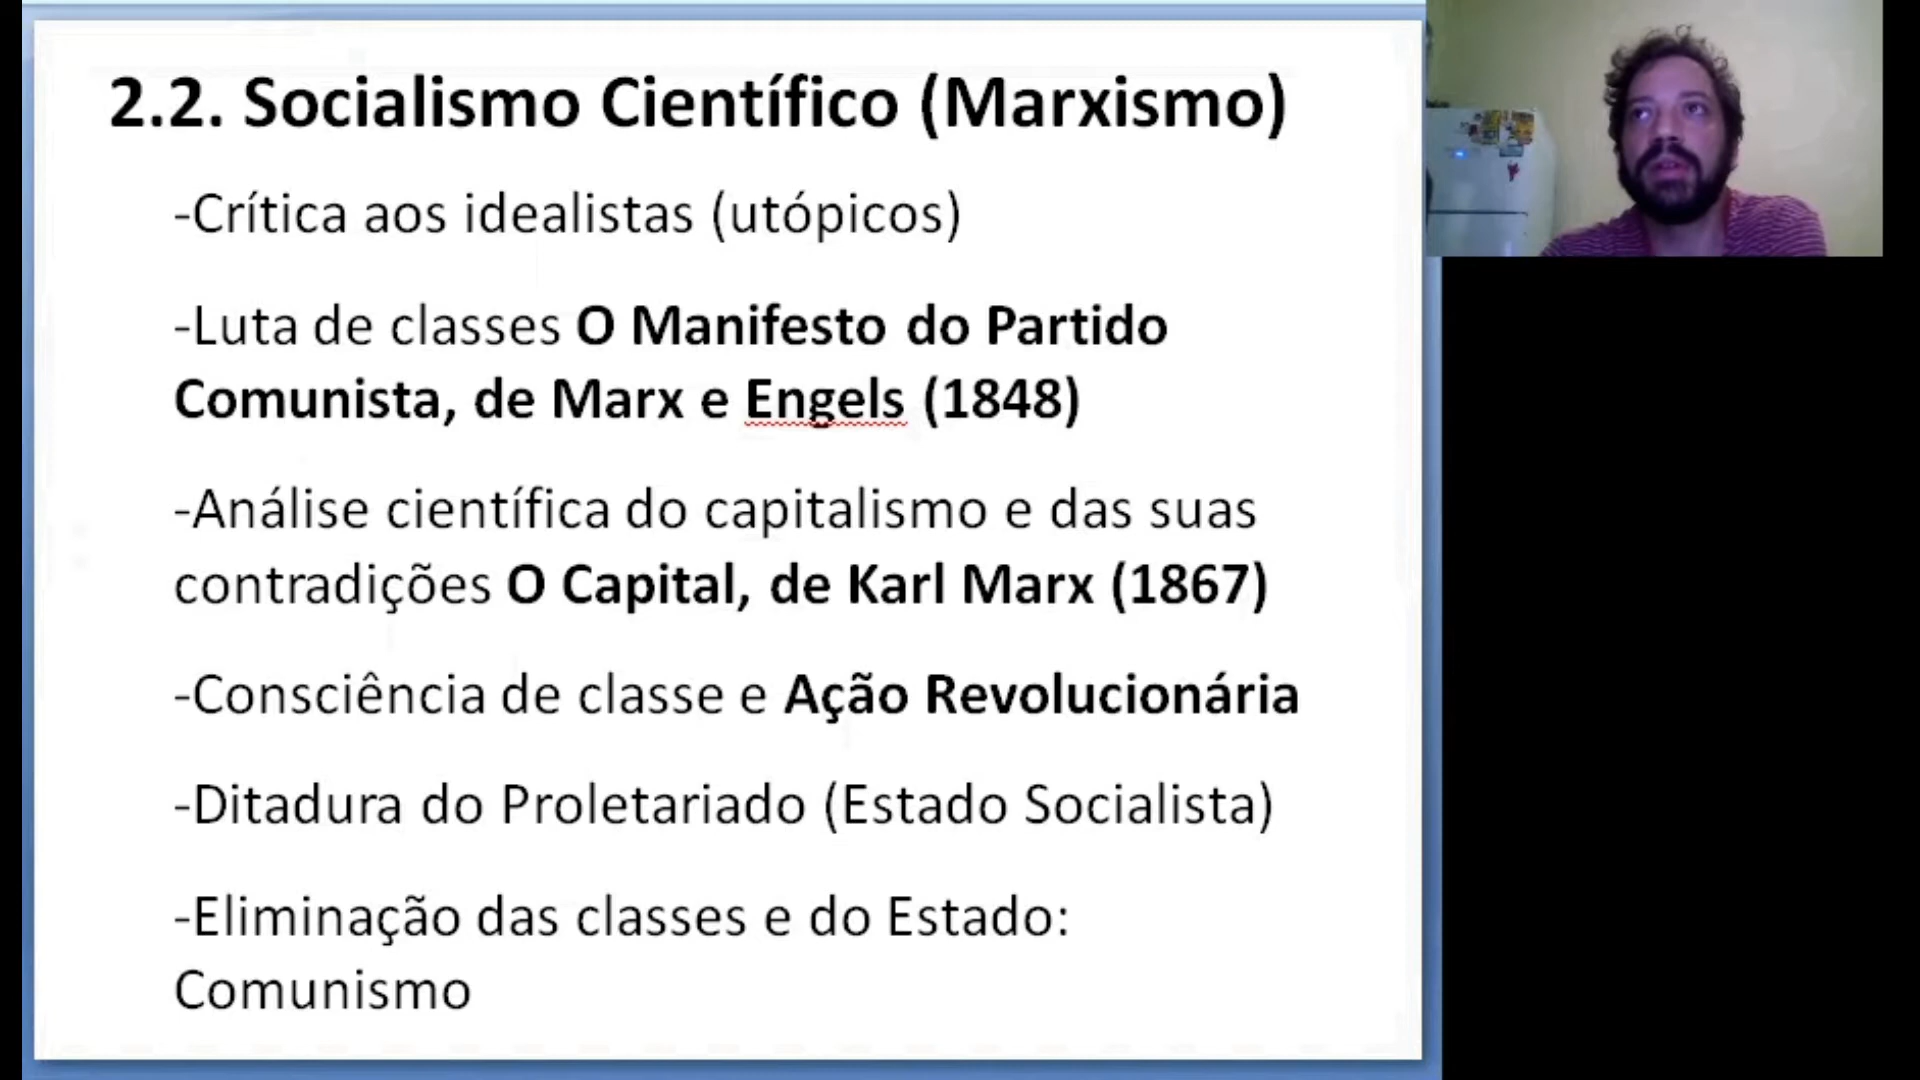 2.2. Socialismo Científico (Marxismo)
-Crítica aos idealistas (utópicos)
-Luta de classes O Manifesto do Partido
Comunista, de Marx e Engels (1848)
-Análise científica do capitalismo e das suas
contradições O Capital, de Karl Marx (1867)
-Consciência de classe e Ação Revolucionária
-Ditadura do Proletariado (Estado Socialista)
-Eliminação das classes e do Estado:
Comunismo